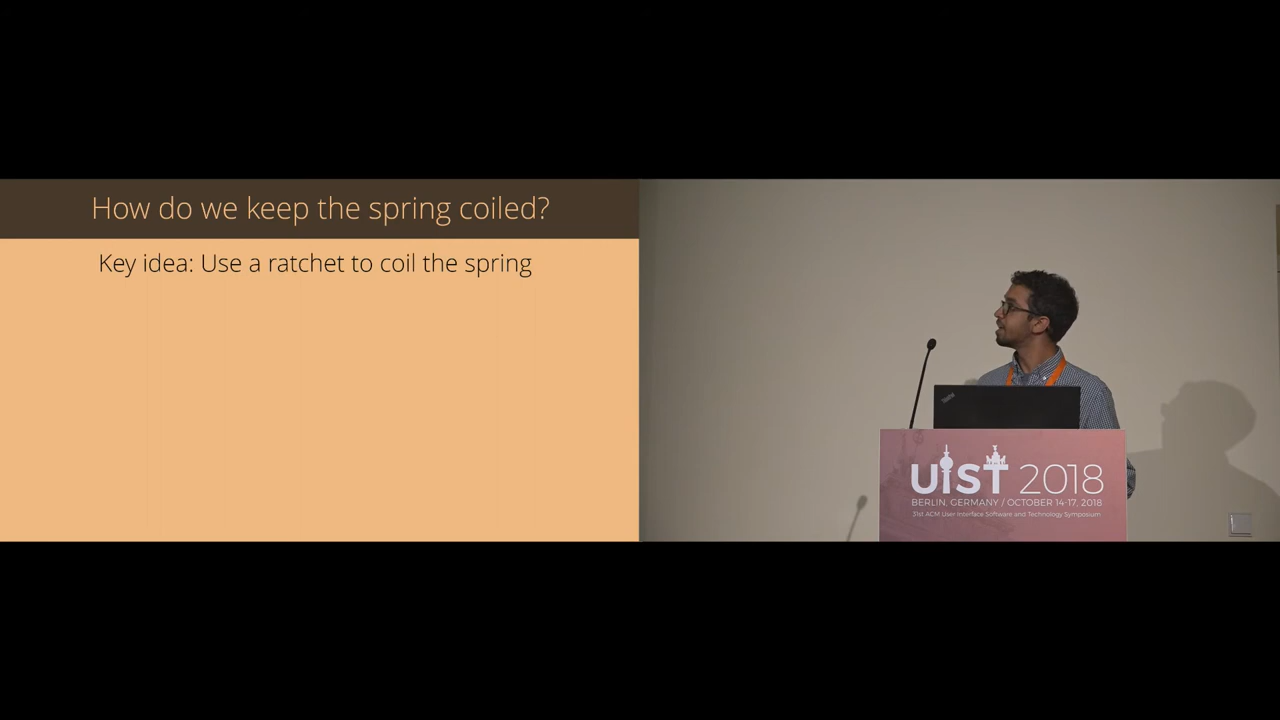 How do we keep the spring coiled?
Key idea: Use a ratchet to coil the spring
ThinkPad
UIST 2018
BERLIN, GERMANY / OCTOBER 14-17, 2018
31st ACM User Interface Software and Technology Symposium